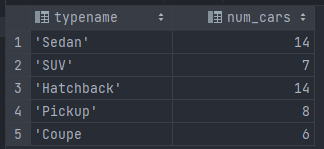 typename num_cars
1 'Sedan' 14
2 'SUV' 7
3 'Hatchback' 14
4 'Pickup' 8
5 'Coupe 6